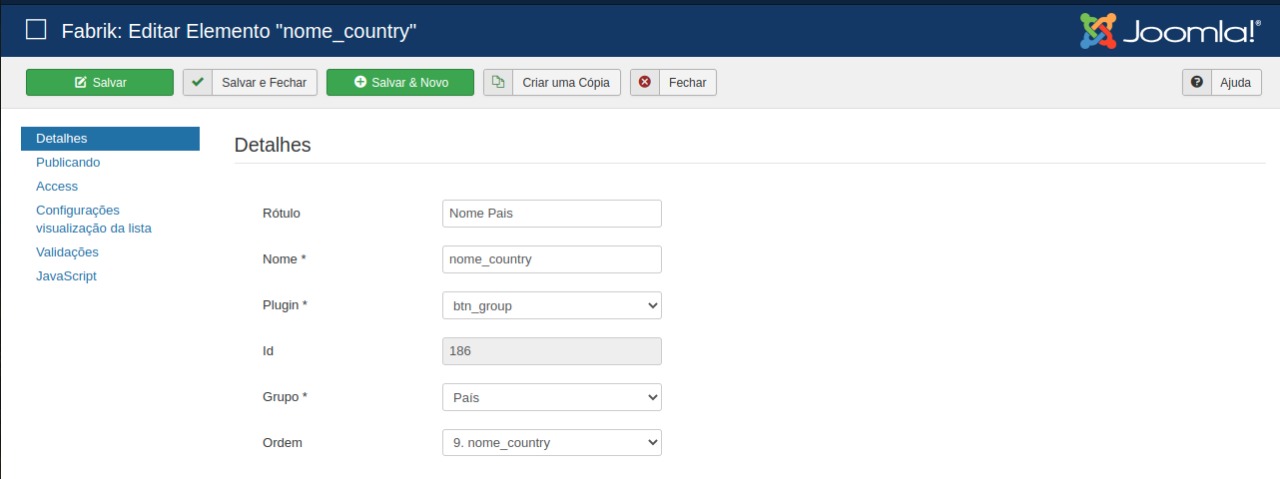 Fabrik: Editar Elemento "nome_country"
Joomla!®
Salvar
Salvar e Fechar
Salvar & Novo
Criar uma Cópia
Fechar
Ajuda
Detalhes
Publicando
Access
Configurações
visualização da lista
Validações
JavaScript
Detalhes
Rótulo
Nome Pais
Nome *
nome_country
Plugin *
btn_group
Id
186
Grupo *
País
Ordem
9. nome_country